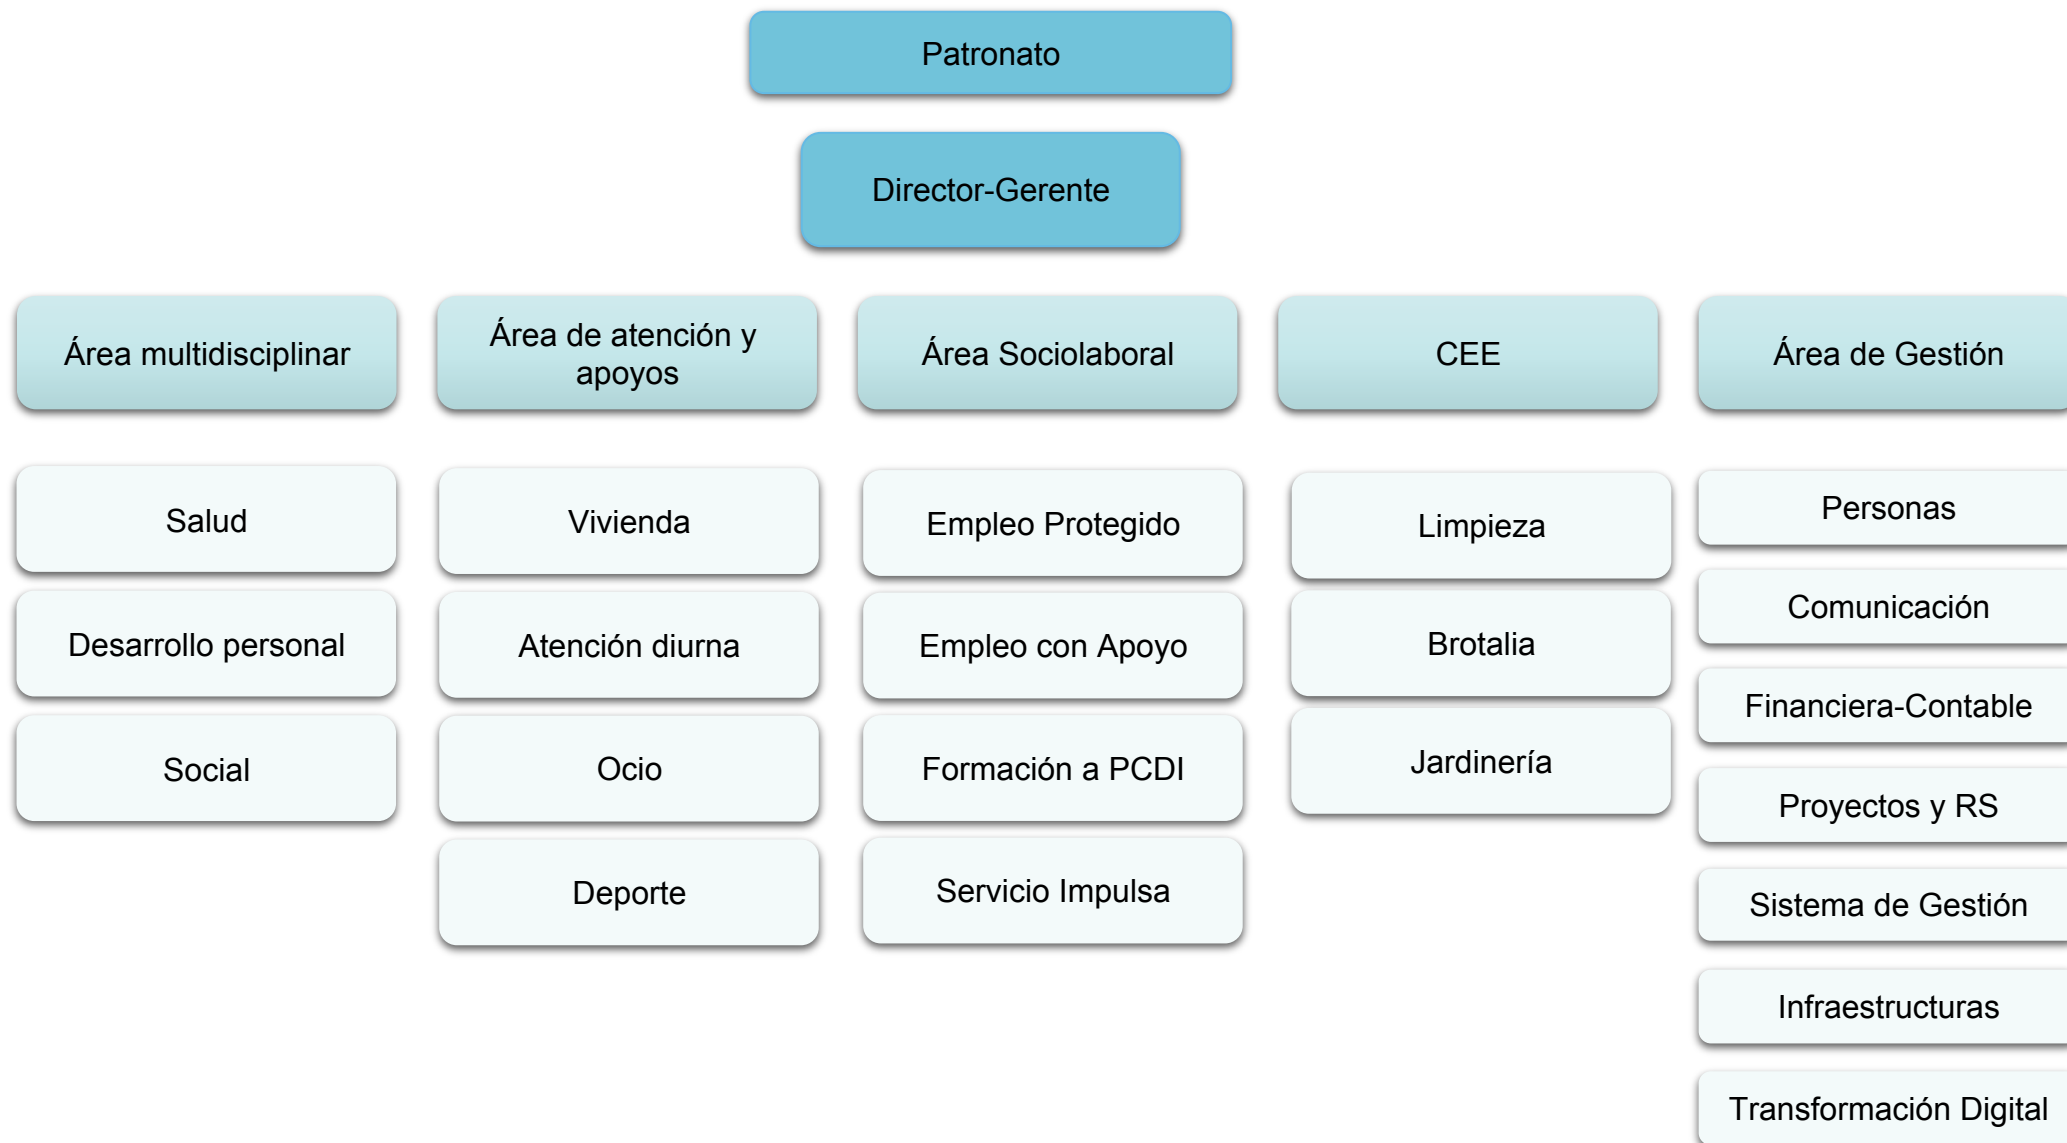 Patronato
Director-Gerente
Área multidisciplinar
Área de atención y
apoyos
Área Sociolaboral
CEE
Área de Gestión
Salud
Desarrollo personal
Social
Vivienda
Atención diurna
Ocio
Deporte
Empleo Protegido
Empleo con Apoyo
Formación a PCDI
Servicio Impulsa
Limpieza
Brotalia
Jardinería
Personas
Comunicación
Financiera-Contable
Proyectos y RS
Sistema de Gestión
Infraestructuras
Transformación Digital